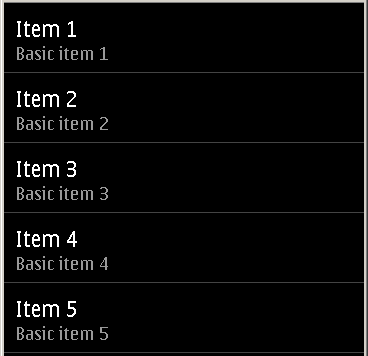 Item 1
Basic item 1
Item 2
Basic item 2
Item 3
Basic item 3
Item 4
Basic item 4
Item 5
Basic item 5